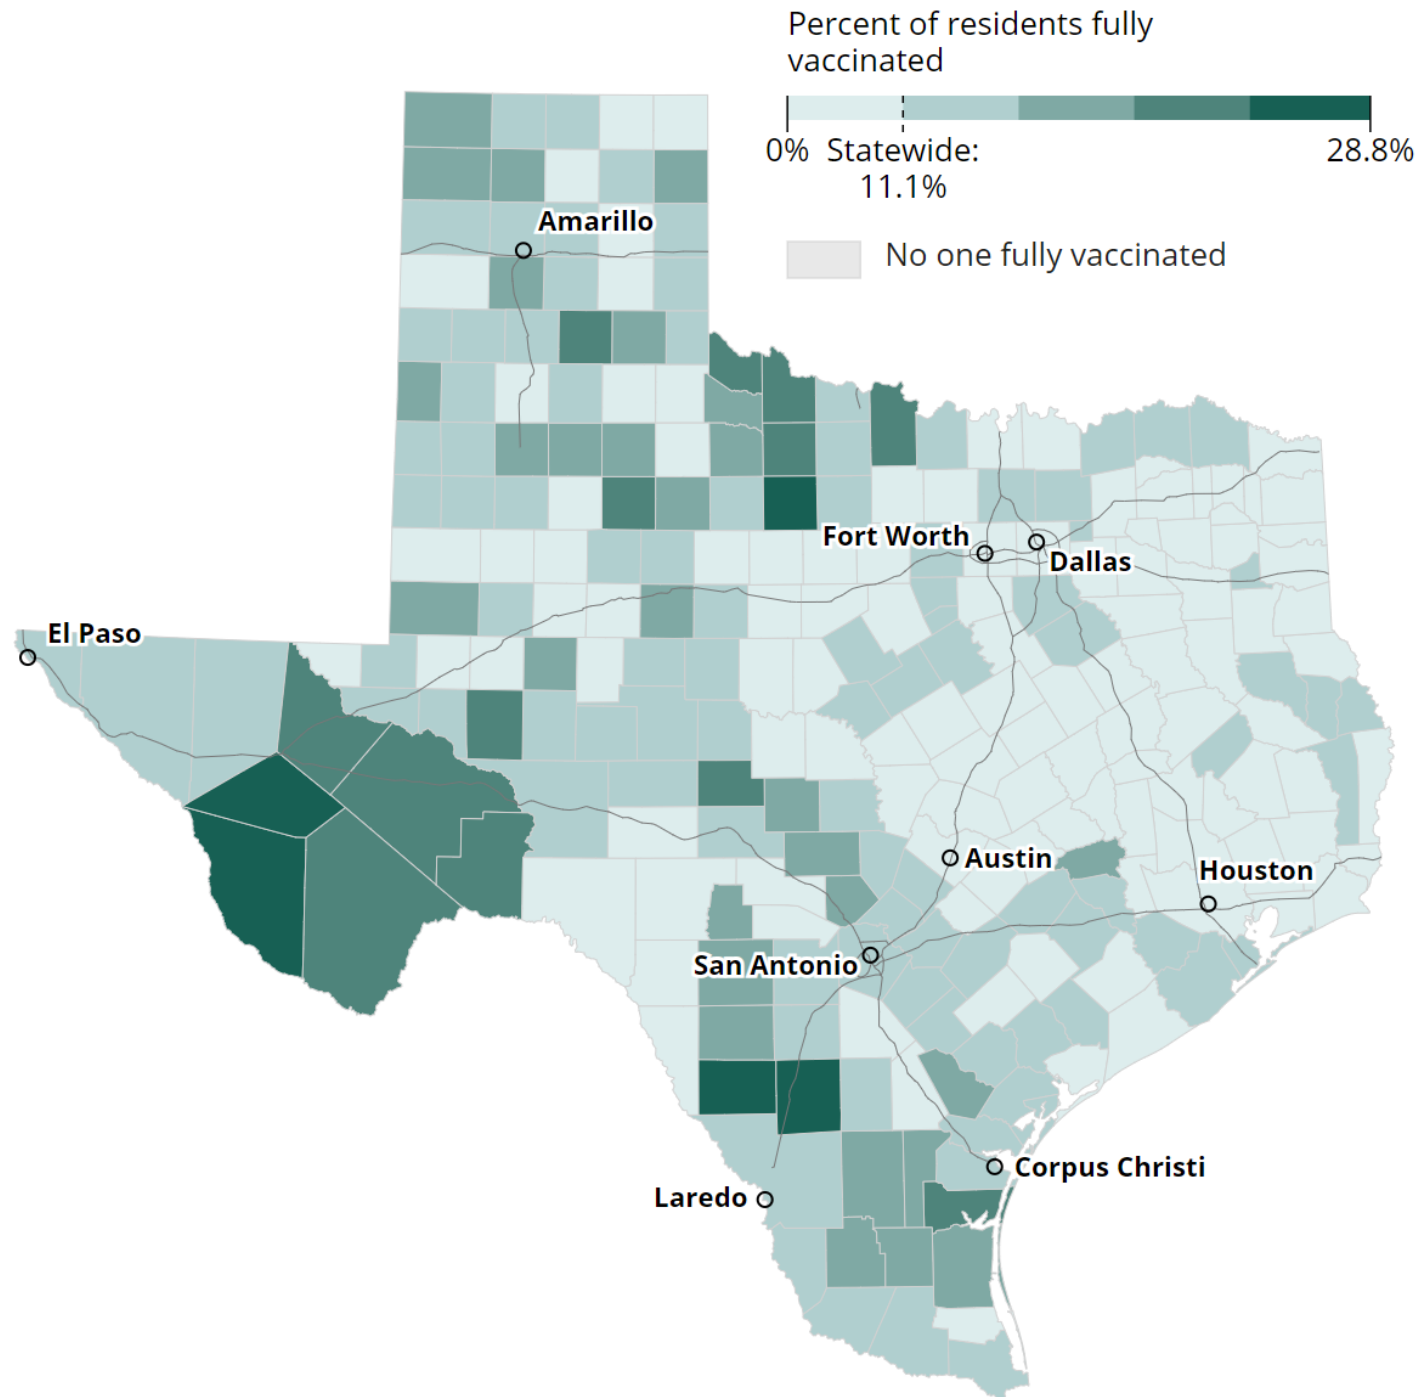 Percent of residents fully
vaccinated
0% Statewide: 28.8%
11.1%
No one fully vaccinated
Amarillo
Fort Worth
Dallas
El Paso
Austin
Houston
San Antonio
Corpus Christi
Laredo